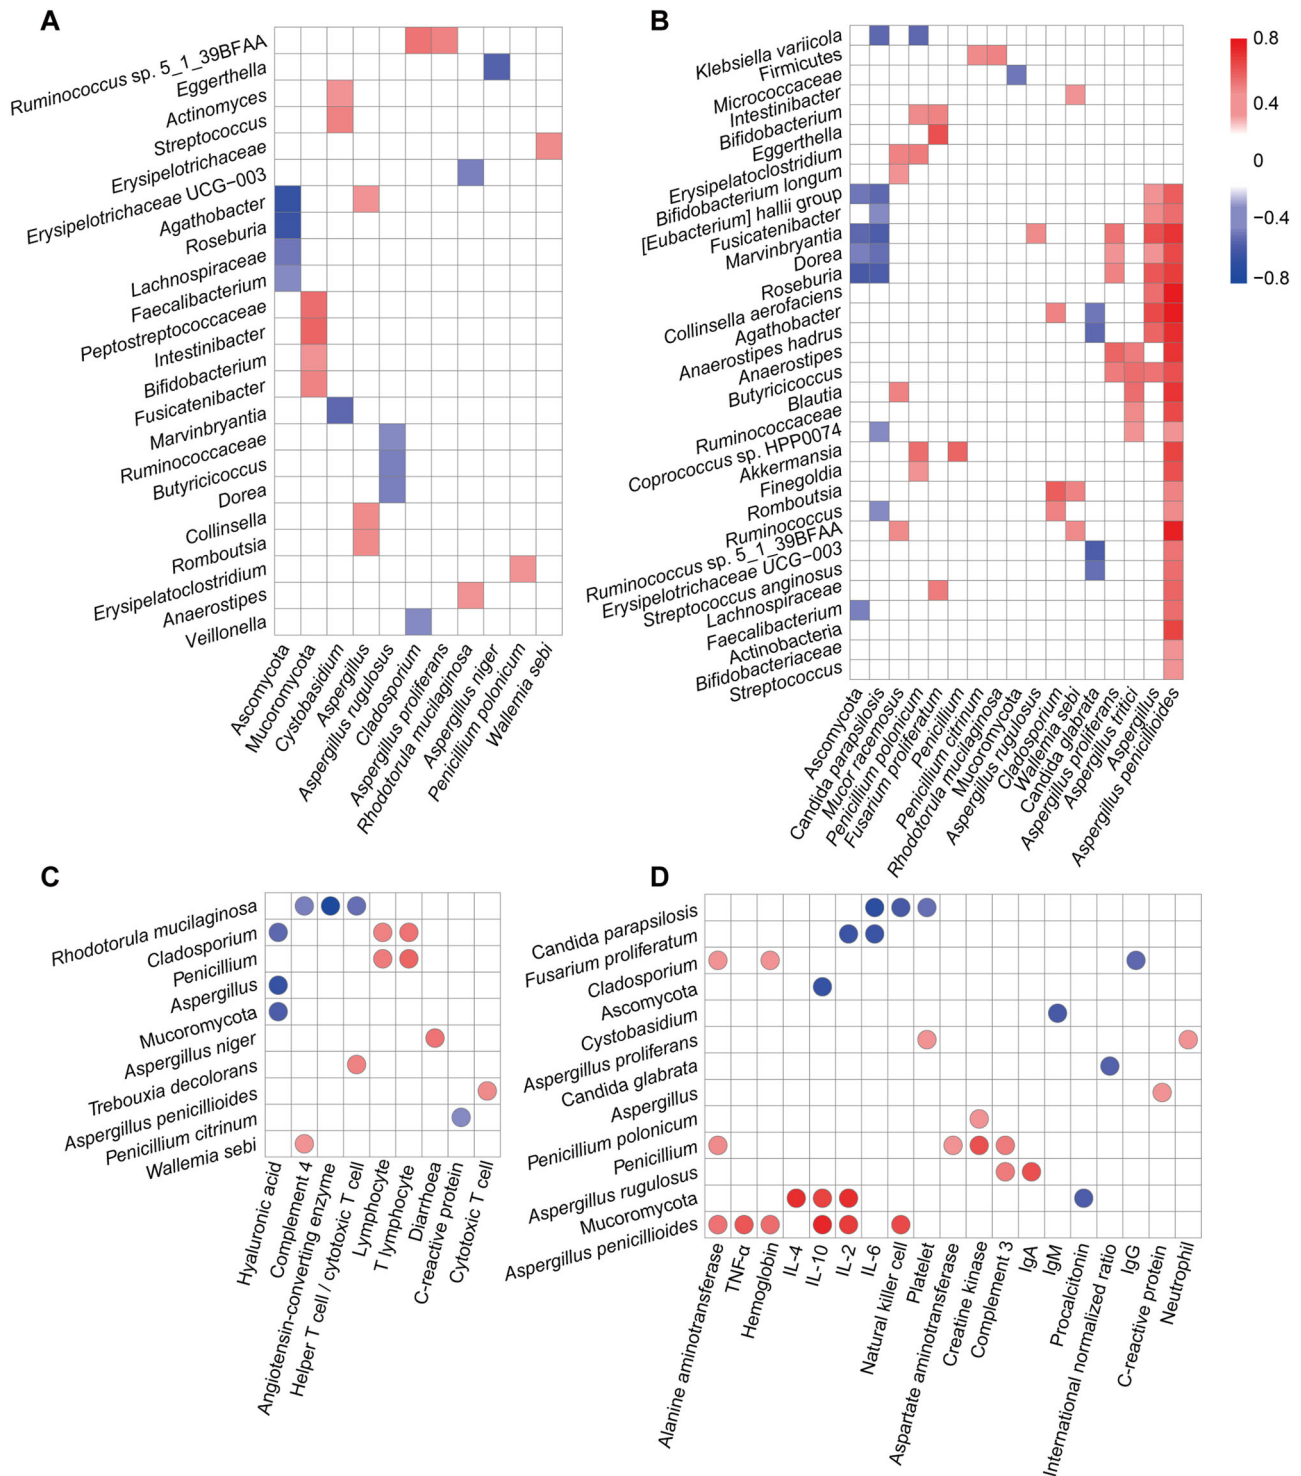 A
Ruminococcus sp. 5_1_39BFAA
Eggerthella
Actinomyces
Streptococcus
Erysipelotrichaceae
Erysipelotrichaceae UCG−003
Agathobacter
Roseburia
Lachnospiraceae
Faecalibacterium
Peptostreptococcaceae
Intestinibacter
Bifidobacterium
Fusicatenibacter
Marvinbryantia
Ruminococcaceae
Butyricicoccus
Dorea
Collinsella
Romboutsia
Erysipelatoclostridium
Anaerostipes
Veillonella
Ascomycota
Mucoromycota
Cystobasidium
Aspergillus
Aspergillus rugulosus
Cladosporium
Aspergillus proliferans
Rhodotorula mucilaginosa
Aspergillus niger
Penicillium polonicum
Wallemia sebi
B
Klebsiella variicola
Firmicutes
Micrococcaceae
Intestinibacter
Bifidobacterium
Eggerthella
Erysipelatoclostridium
Bifidobacterium longum
[Eubacterium] hallii group
Fusicatenibacter
Marvinbryantia
Dorea
Roseburia
Collinsella aerofaciens
Agathobacter
Anaerostipes hadrus
Anaerostipes
Butyricicoccus
Blautia
Ruminococcaceae
Coprococcus sp. HPP0074
Akkermansia
Finegoldia
Romboutsia
Ruminococcus
Ruminococcus sp. 5_1_39BFAA
Erysipelotrichaceae UCG−003
Streptococcus anginosus
Lachnospiraceae
Faecalibacterium
Actinobacteria
Bifidobacteriaceae
Streptococcus
Ascomycota
Candida parapsilosis
Mucor racemosus
Penicillium polonicum
Fusarium proliferatum
Penicillium
Penicillium citrinum
Rhodotorula mucilaginosa
Mucoromycota
Aspergillus rugulosus
Cladosporium
Wallemia sebi
Candida glabrata
Aspergillus proliferans
Aspergillus tritici
Aspergillus
Aspergillus penicillioides
0.8
0.4
0
−0.4
−0.8
C
Rhodotorula mucilaginosa
Cladosporium
Penicillium
Aspergillus
Mucoromycota
Aspergillus niger
Trebouxia decolorans
Aspergillus penicillioides
Penicillium citrinum
Wallemia sebi
Hyaluronic acid
Complement 4
Angiotensin-converting enzyme
Helper T cell / cytotoxic T cell
Lymphocyte
T lymphocyte
Diarrhoea
C-reactive protein
Cytotoxic T cell
D
Candida parapsilosis
Fusarium proliferatum
Cladosporium
Ascomycota
Cystobasidium
Aspergillus proliferans
Candida glabrata
Aspergillus
Penicillium polonicum
Penicillium
Aspergillus rugulosus
Mucoromycota
Aspergillus penicillioides
Alanine aminotransferase
TNF-α
Hemoglobin
IL-4
IL-10
IL-2
IL-6
Natural killer cell
Platelet
Aspartate aminotransferase
Creatine kinase
Complement 3
IgA
IgM
Procalcitonin
International normalized ratio
IgG
C-reactive protein
Neutrophil